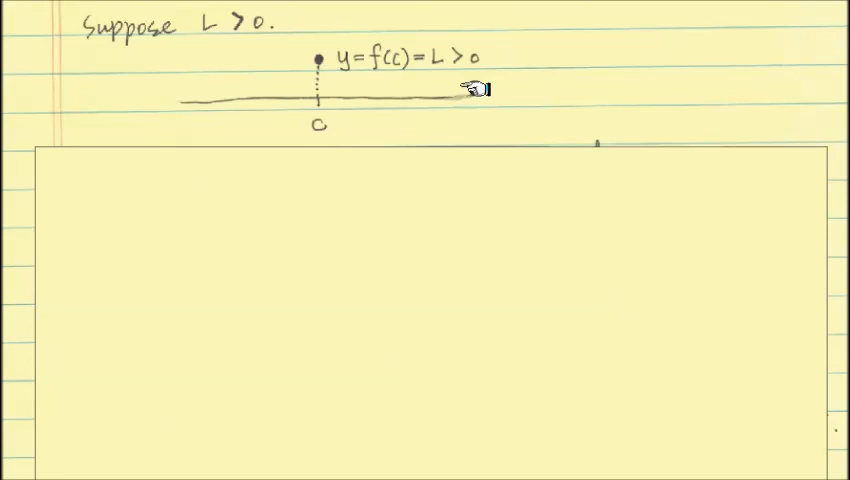 Suppose L > 0.
y = f(c) = L > 0
c